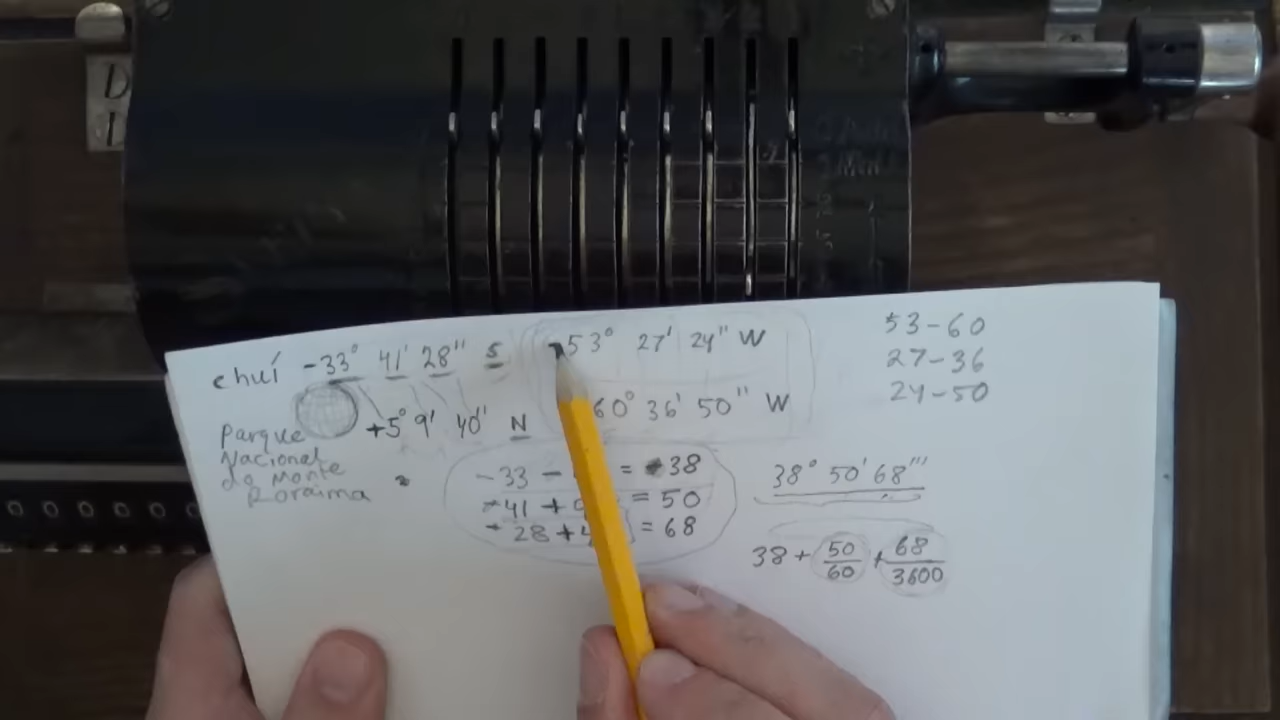 chuí -33° 41' 28" S -53° 27' 24" W
Parque Nacional do Monte Roraima
+5° 9' 40" N 60° 36' 50" W
-33 - = 38
-41 + = 50
- 28 + = 68
53-60
27-36
24-50
38° 50' 68'''
38 + 50/60 + 68/3600
D
I